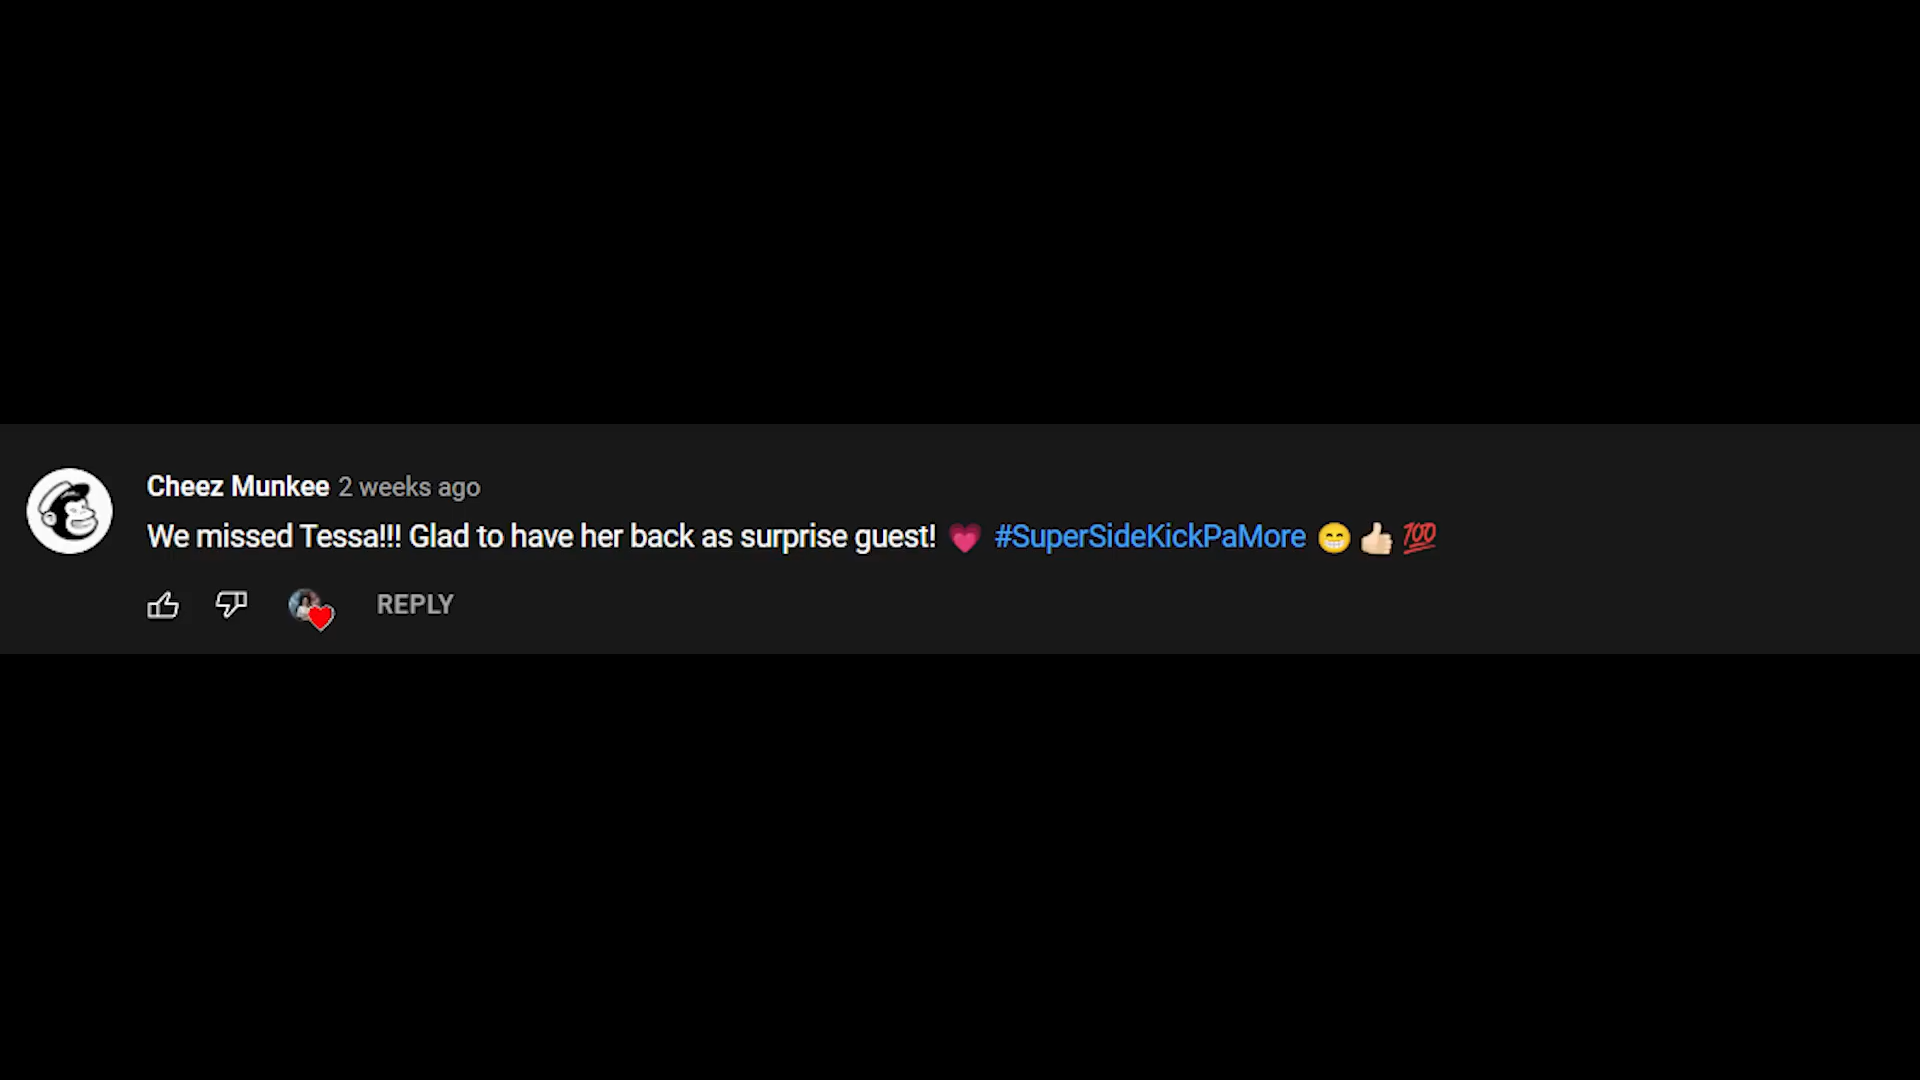 Cheez Munkee 2 weeks ago
We missed Tessa!!! Glad to have her back as surprise guest! 💗 #SuperSideKickPaMore 😁 👍🏻 💯
REPLY